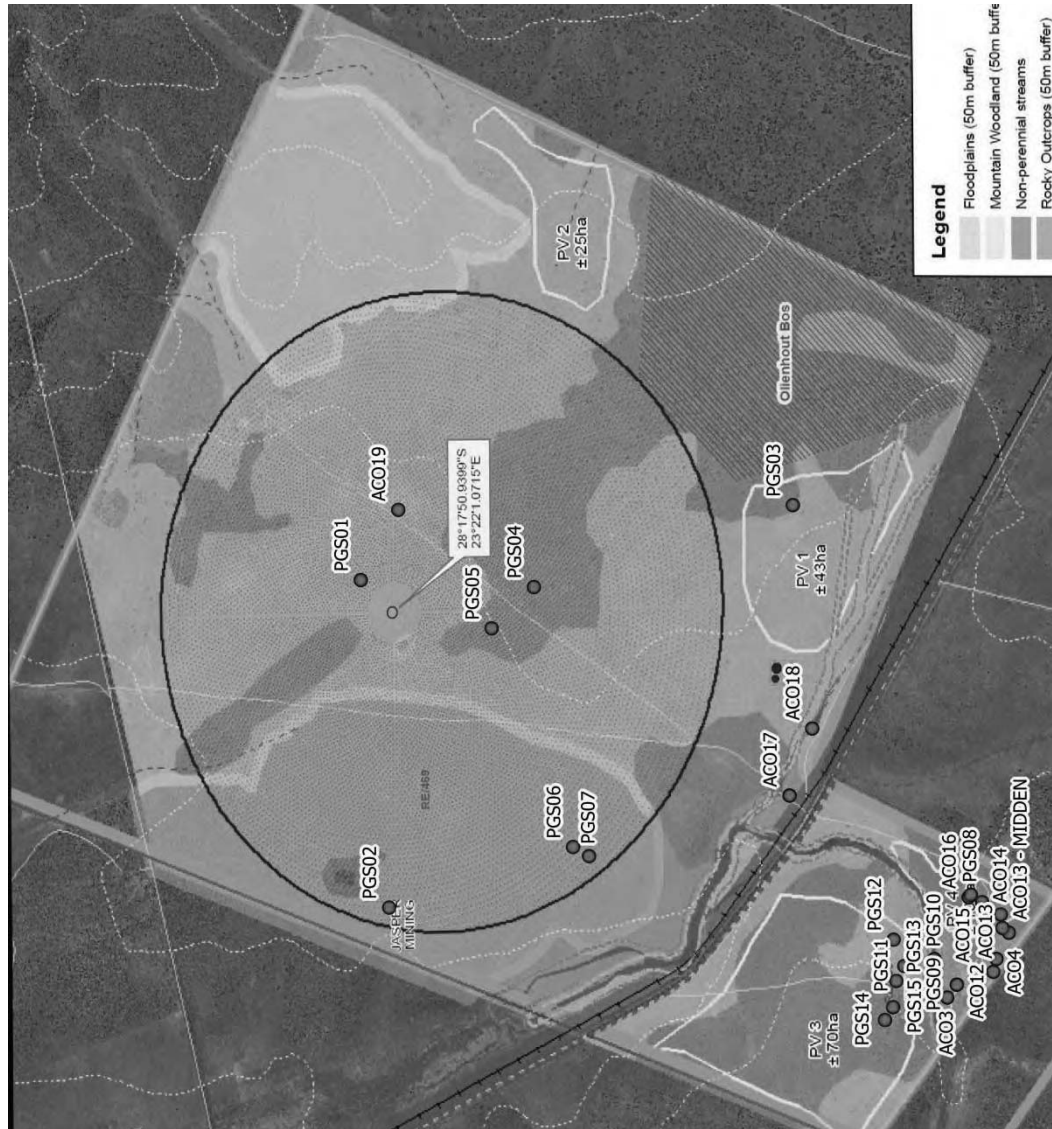 Legend
Floodplains (50m buffer)
Mountain Woodland (50m buffe
Non-perennial streams
Rocky Outcrops (50m buffer)
PV 2
± 25ha
Olienhout Bos
ACO19
PGS01
28°17'50.9399"S
23°22'1.0715"E
PGS05
PGS04
PGS03
PV 1
± 43ha
RE/469
PGS02
JASPER
MINING
PGS06
PGS07
ACO18
ACO17
PGS12
PGS11
PGS14
PGS13
PGS15
PGS10
PGS09
PV 3
± 70ha
ACO16
PGS08
PV 4
ACO15
ACO14
ACO13
ACO13 - MIDDEN
ACO12
ACO3
ACO4